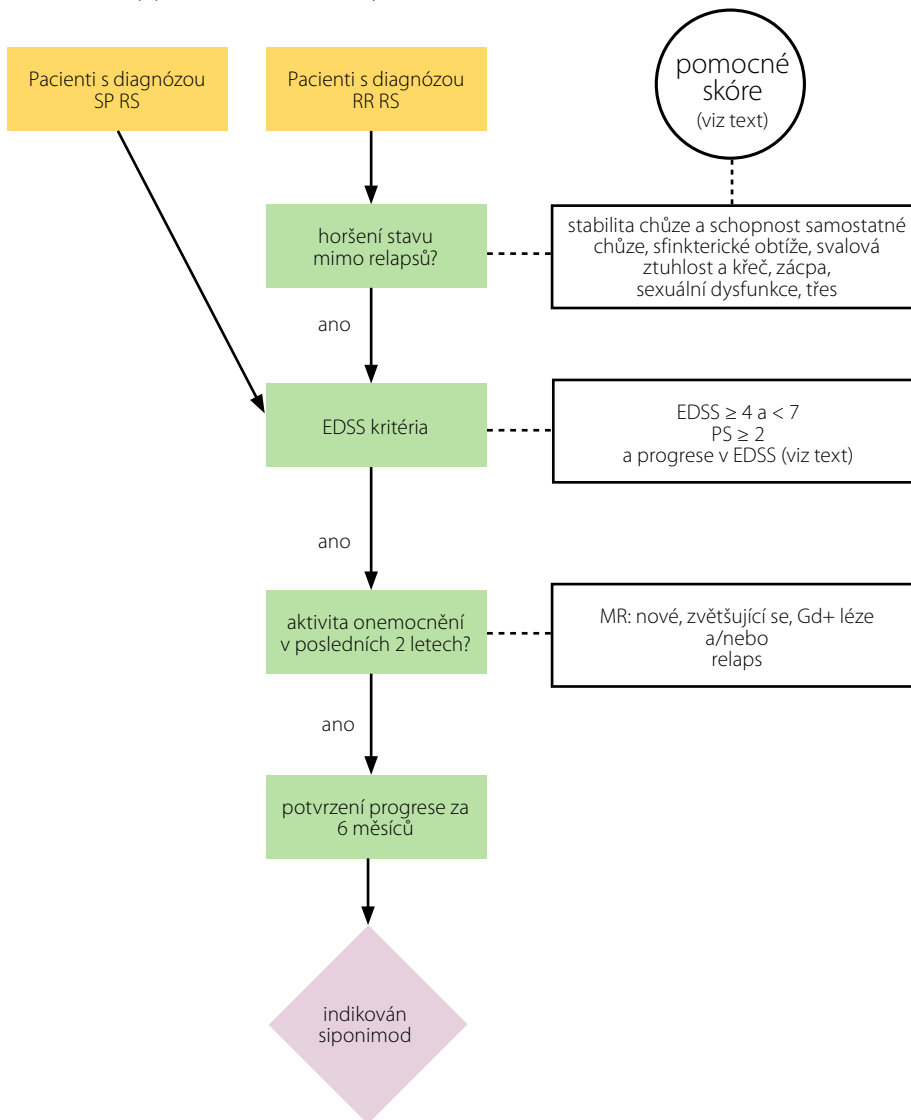 Pacienti s diagnózou
SP RS
Pacienti s diagnózou
RR RS
pomocné
skóre
(viz text)
horšení stavu
mimo relapsů?
stabilita chůze a schopnost samostatné
chůze, sfinkterické obtíže, svalová
ztuhlost a křeč, zácpa,
sexuální dysfunkce, třes
ano
EDSS kritéria
EDSS ≥ 4 a < 7
PS ≥ 2
a progrese v EDSS (viz text)
ano
aktivita onemocnění
v posledních 2 letech?
MR: nové, zvětšující se, Gd+ léze
a/nebo
relaps
ano
potvrzení progrese za
6 měsíců
indikován
siponimod